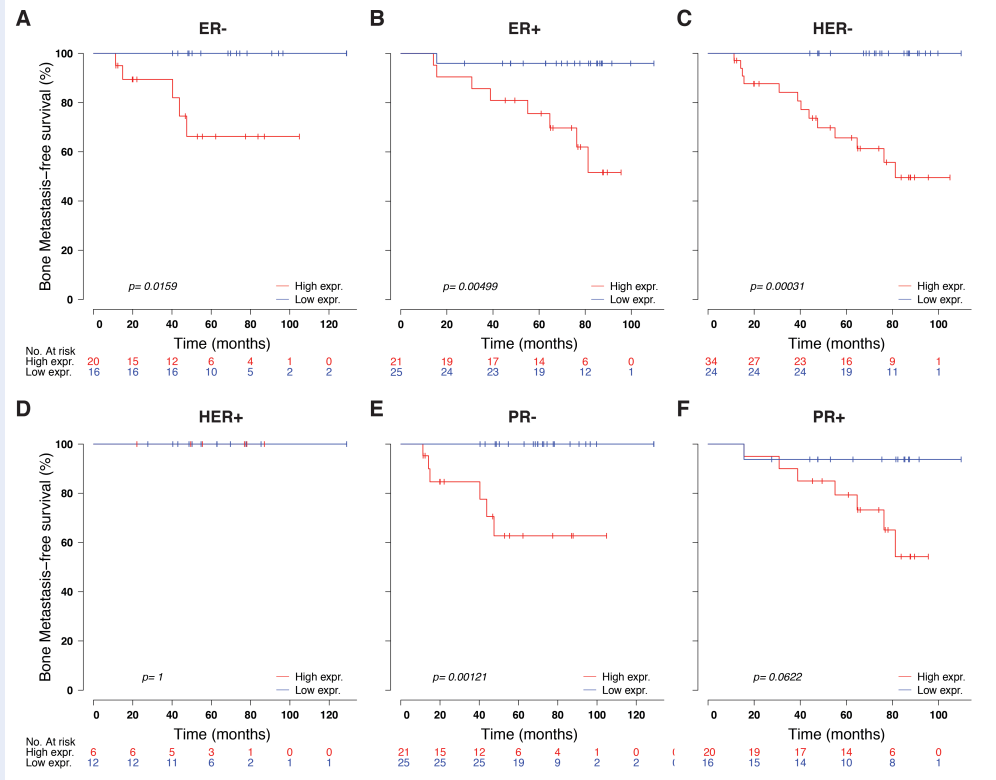 A
ER-
B
ER+
C
HER-
Bone Metastasis–free survival (%)
100
80
60
40
20
0
p= 0.0159
High expr.
Low expr.
p= 0.00499
High expr.
Low expr.
p= 0.00031
High expr.
Low expr.
0 20 40 60 80 100 120
0 20 40 60 80 100
0 20 40 60 80 100
Time (months)
Time (months)
Time (months)
No. At risk
High expr. 20 15 12 6 4 1 0
Low expr. 16 16 16 10 5 2 2
21 19 17 14 6 0
25 24 23 19 12 1
34 27 23 16 9 1
24 24 24 19 11 1
D
HER+
E
PR-
F
PR+
Bone Metastasis–free survival (%)
100
80
60
40
20
0
p= 1
High expr.
Low expr.
p= 0.00121
High expr.
Low expr.
p= 0.0622
High expr.
Low expr.
0 20 40 60 80 100 120
0 20 40 60 80 100 120
0 20 40 60 80 100
Time (months)
Time (months)
Time (months)
No. At risk
High expr. 6 6 5 3 1 0 0
Low expr. 12 12 11 6 2 1 1
21 15 12 6 4 1 0
25 25 25 19 9 2 2
20 19 17 14 6 0
16 15 14 10 8 1